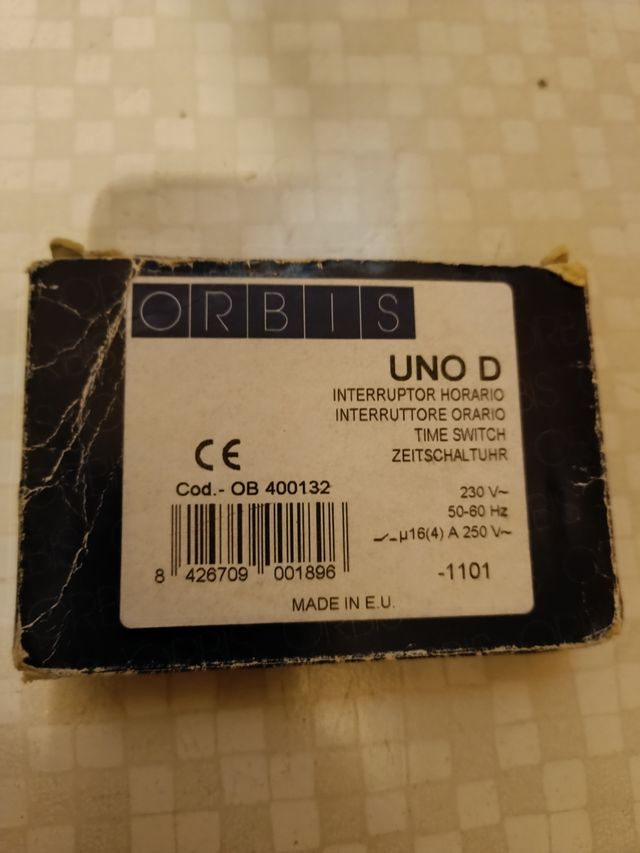 ORBIS
UNO D
INTERRUPTOR HORARIO
INTERRUTTORE ORARIO
TIME SWITCH
ZEITSCHALTUHR
CE
Cod.- OB 400132
230 V~
50-60 Hz
µ16(4) A 250 V~
8 426709 001896
-1101
MADE IN E.U.